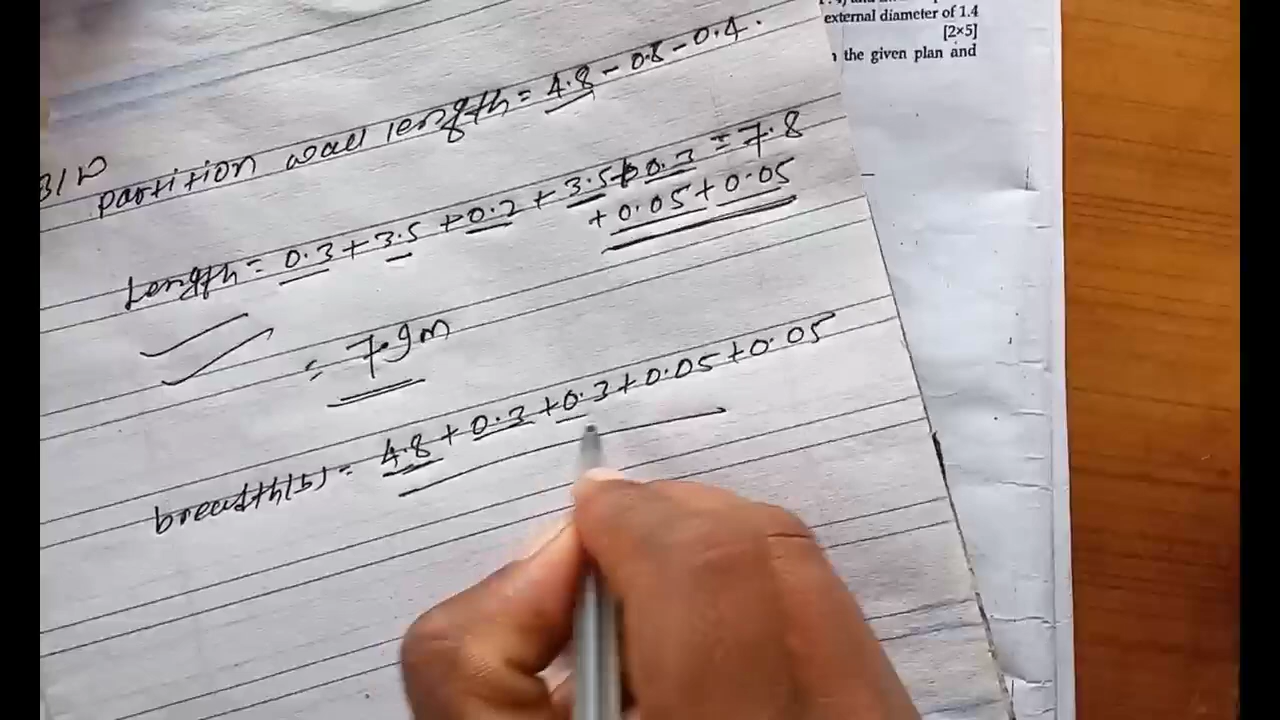 external diameter of 1.4
[2×5]
the given plan and
B/W
partition wall length = 4.8 - 0.8 - 0.4.
Length = 0.3 + 3.5 + 0.2 + 3.5 + 0.3 = 7.8
+ 0.05 + 0.05
= 7.9m
= 4.8 + 0.3 + 0.3 + 0.05 + 0.05